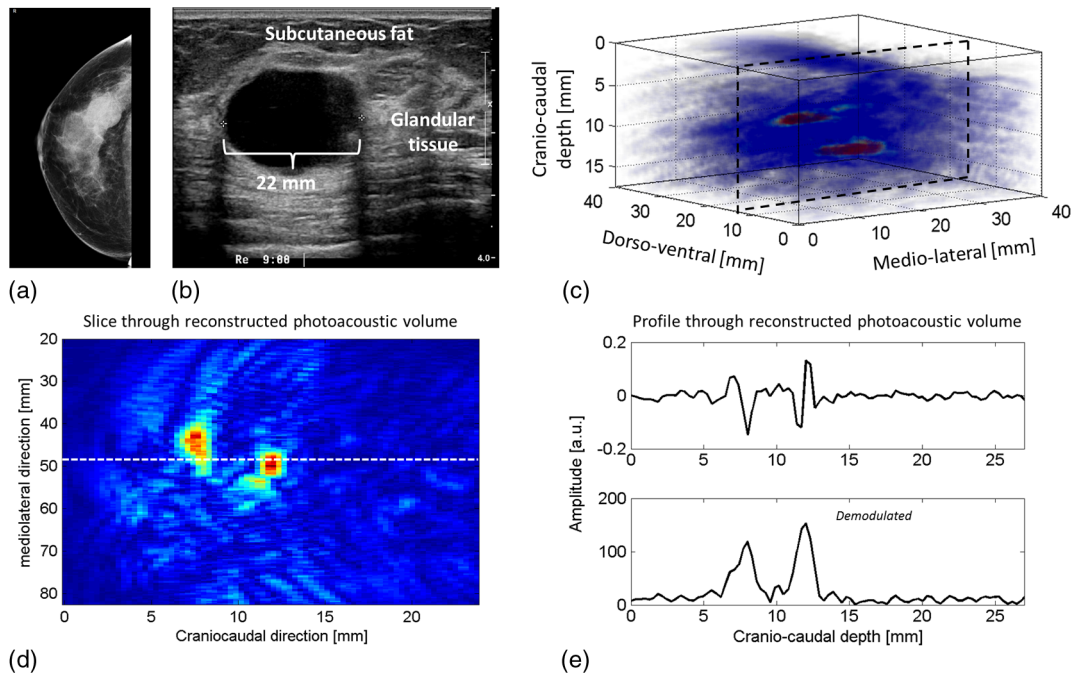 Subcutaneous fat
Glandular
tissue
22 mm
Re 9:00
4.0
(a)
(b)
Cranio-caudal
depth [mm]
0
5
10
15
40
30
20
10
0
0
10
20
30
40
Dorso-ventral [mm]
Medio-lateral [mm]
(c)
Slice through reconstructed photoacoustic volume
mediolateral direction [mm]
20
30
40
50
60
70
80
0 5 10 15 20
Craniocaudal direction [mm]
(d)
Profile through reconstructed photoacoustic volume
Amplitude [a.u.]
0.2
0
-0.2
0 5 10 15 20 25
200
100
0
Demodulated
0 5 10 15 20 25
Cranio-caudal depth [mm]
(e)